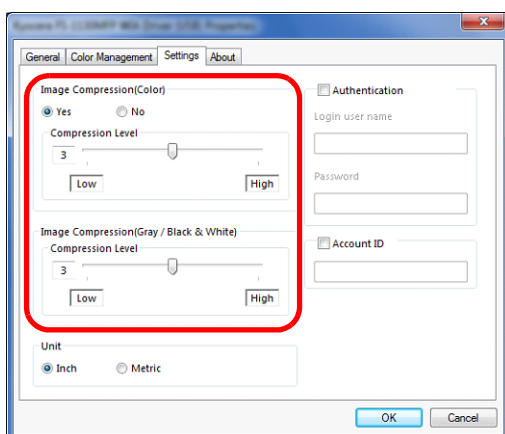 Kyocera FS-1130MFP WIA Driver (USB) Properties
General Color Management Settings About
Image Compression(Color)
Yes No
Compression Level
3
Low High
Image Compression(Gray / Black & White)
Compression Level
3
Low High
Unit
Inch Metric
Authentication
Login user name
Password
Account ID
OK Cancel